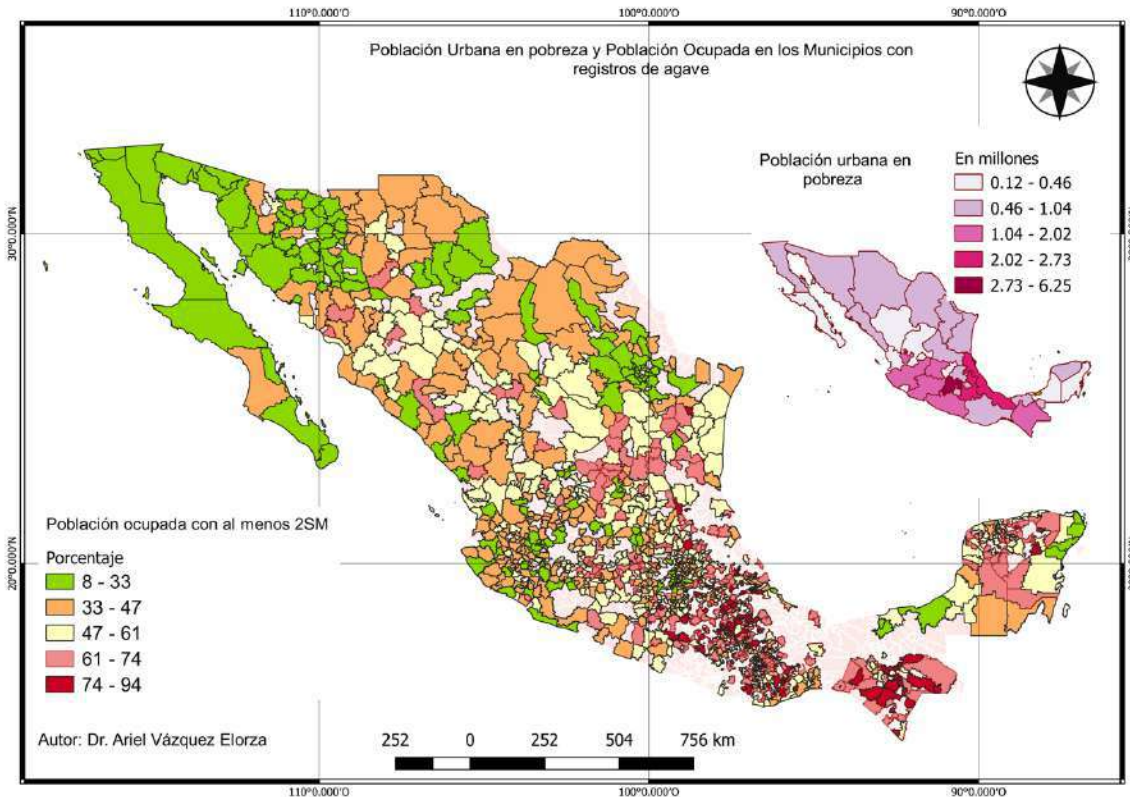 110°0.000'O
100°0.000'O
90°0.000'O
Población Urbana en pobreza y Población Ocupada en los Municipios con
registros de agave
Población urbana en
pobreza
En millones
0.12 - 0.46
0.46 - 1.04
1.04 - 2.02
2.02 - 2.73
2.73 - 6.25
30°0.000'N
20°0.000'N
Población ocupada con al menos 2SM
Porcentaje
8 - 33
33 - 47
47 - 61
61 - 74
74 - 94
Autor: Dr. Ariel Vázquez Elorza
252 0 252 504 756 km
110°0.000'O
100°0.000'O
90°0.000'O